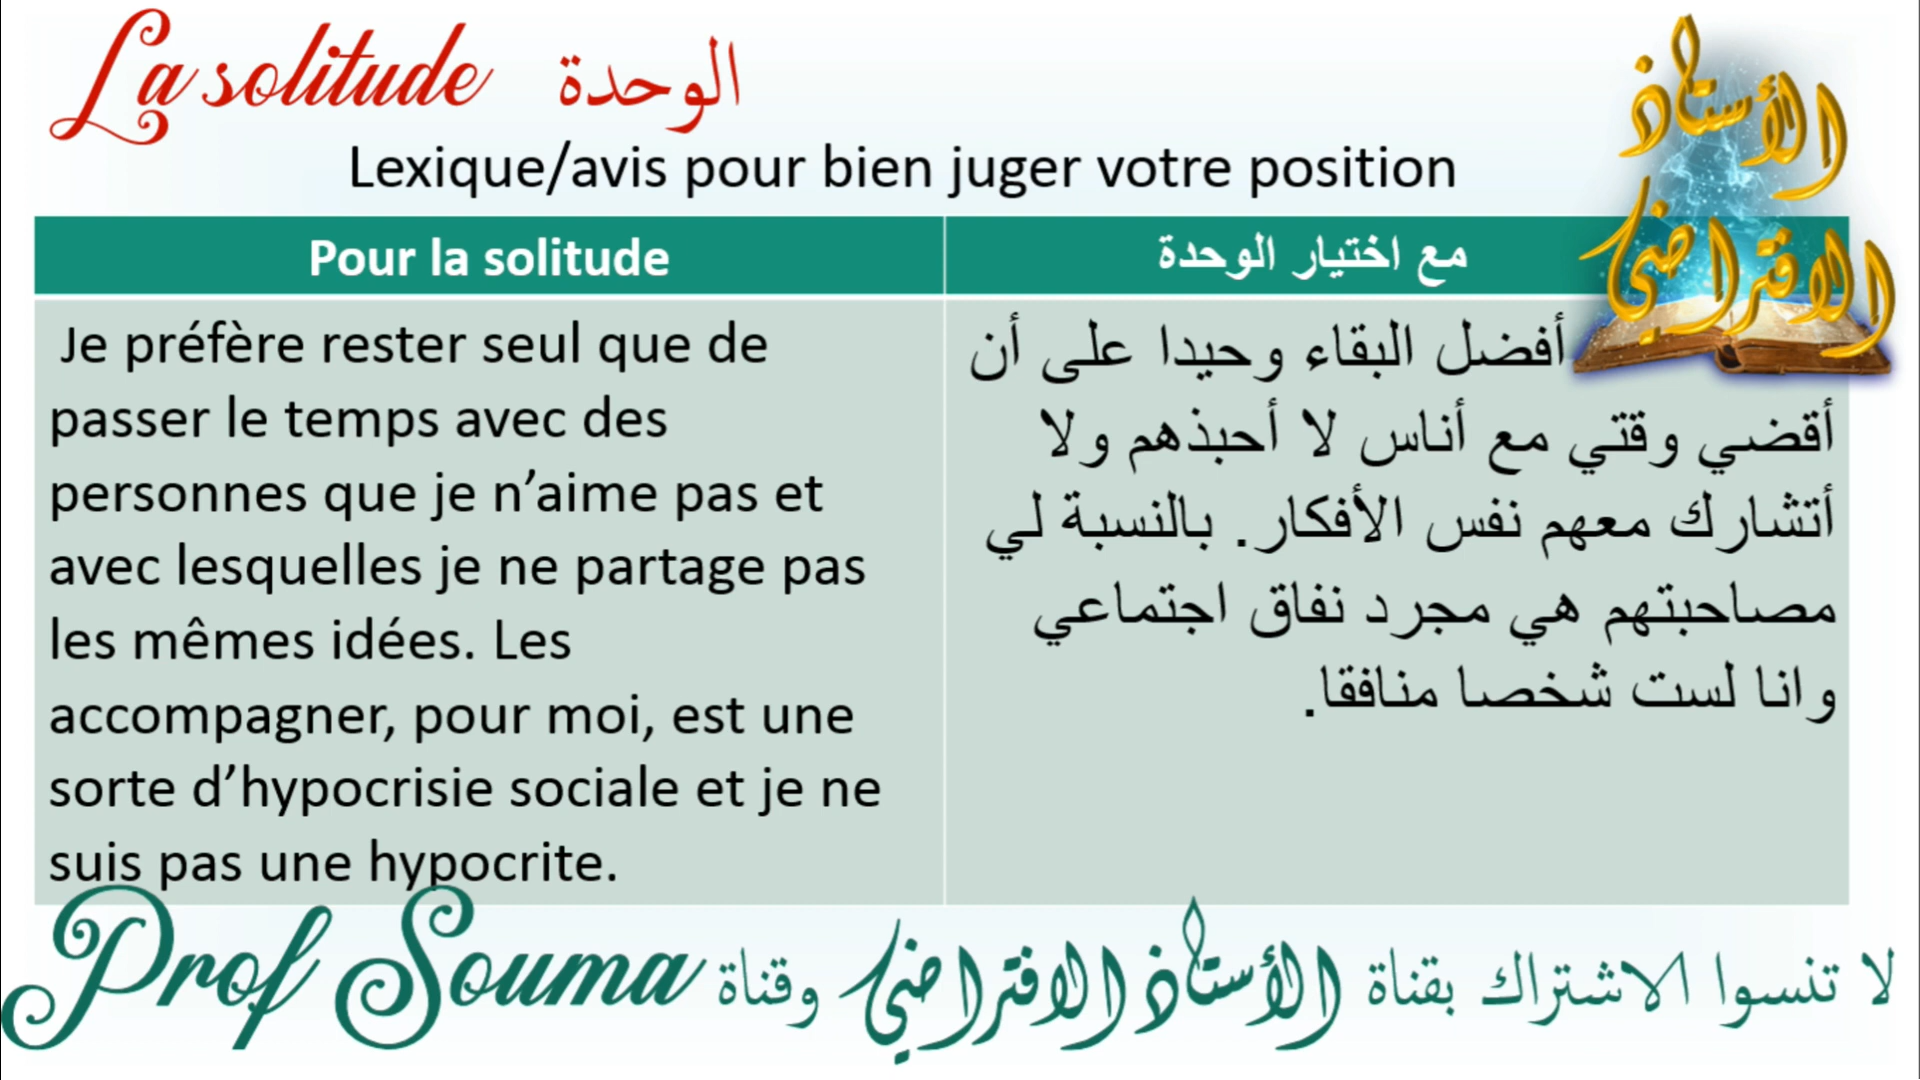 La solitude الوحدة
Lexique/avis pour bien juger votre position
الأستاذ
الافتراضي
Pour la solitude
مع اختيار الوحدة
Je préfère rester seul que de
passer le temps avec des
personnes que je n’aime pas et
avec lesquelles je ne partage pas
les mêmes idées. Les
accompagner, pour moi, est une
sorte d’hypocrisie sociale et je ne
suis pas une hypocrite.
أفضل البقاء وحيدا على أن
أقضي وقتي مع أناس لا أحبذهم ولا
أتشارك معهم نفس الأفكار. بالنسبة لي
مصاحبتهم هي مجرد نفاق اجتماعي
وانا لست شخصا منافقا.
لا تنسوا الاشتراك بقناة الأستاذ الافتراضي وقناة Prof Souma